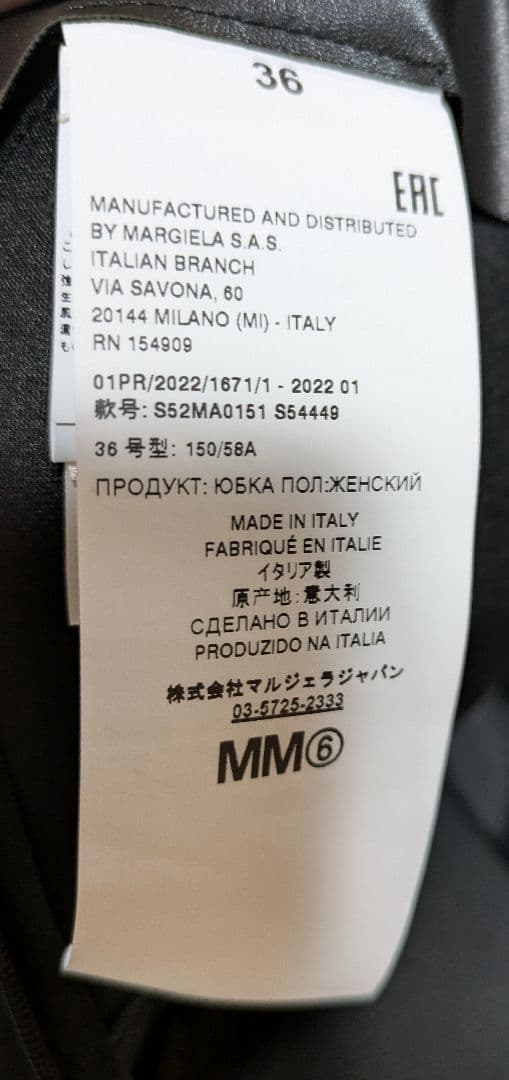 36
EAC
MANUFACTURED AND DISTRIBUTED
BY MARGIELA S.A.S.
ITALIAN BRANCH
VIA SAVONA, 60
20144 MILANO (MI) - ITALY
RN 154909
01PR/2022/1671/1 - 2022 01
款号: S52MA0151 S54449
36 号型: 150/58A
ПРОДУКТ: ЮБКА ПОЛ:ЖЕНСКИЙ
MADE IN ITALY
FABRIQUÉ EN ITALIE
イタリア製
原产地:意大利
СДЕЛАНО В ИТАЛИИ
PRODUZIDO NA ITALIA
株式会社マルジェラジャパン
03-5725-2333
MM⑥